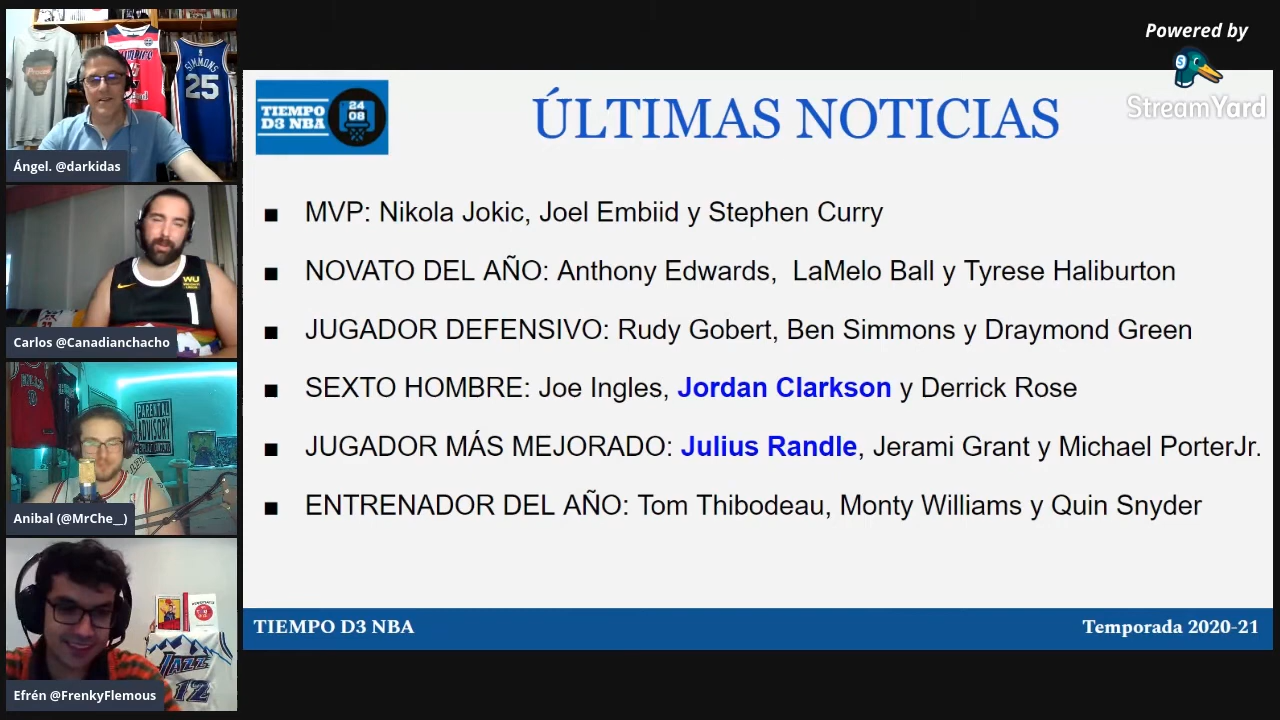 Powered by
StreamYard
TIEMPO
D3 NBA
24
08
ÚLTIMAS NOTICIAS
MVP: Nikola Jokic, Joel Embiid y Stephen Curry
NOVATO DEL AÑO: Anthony Edwards, LaMelo Ball y Tyrese Haliburton
JUGADOR DEFENSIVO: Rudy Gobert, Ben Simmons y Draymond Green
SEXTO HOMBRE: Joe Ingles, Jordan Clarkson y Derrick Rose
JUGADOR MÁS MEJORADO: Julius Randle, Jerami Grant y Michael PorterJr.
ENTRENADOR DEL AÑO: Tom Thibodeau, Monty Williams y Quin Snyder
TIEMPO D3 NBA
Temporada 2020-21
SIMMONS
25
Ángel. @darkidas
WU
1
Carlos @Canadianchacho
PARENTAL
ADVISORY
Anibal (@MrChe__)
JAZZ
12
Efrén @FrenkyFlemous